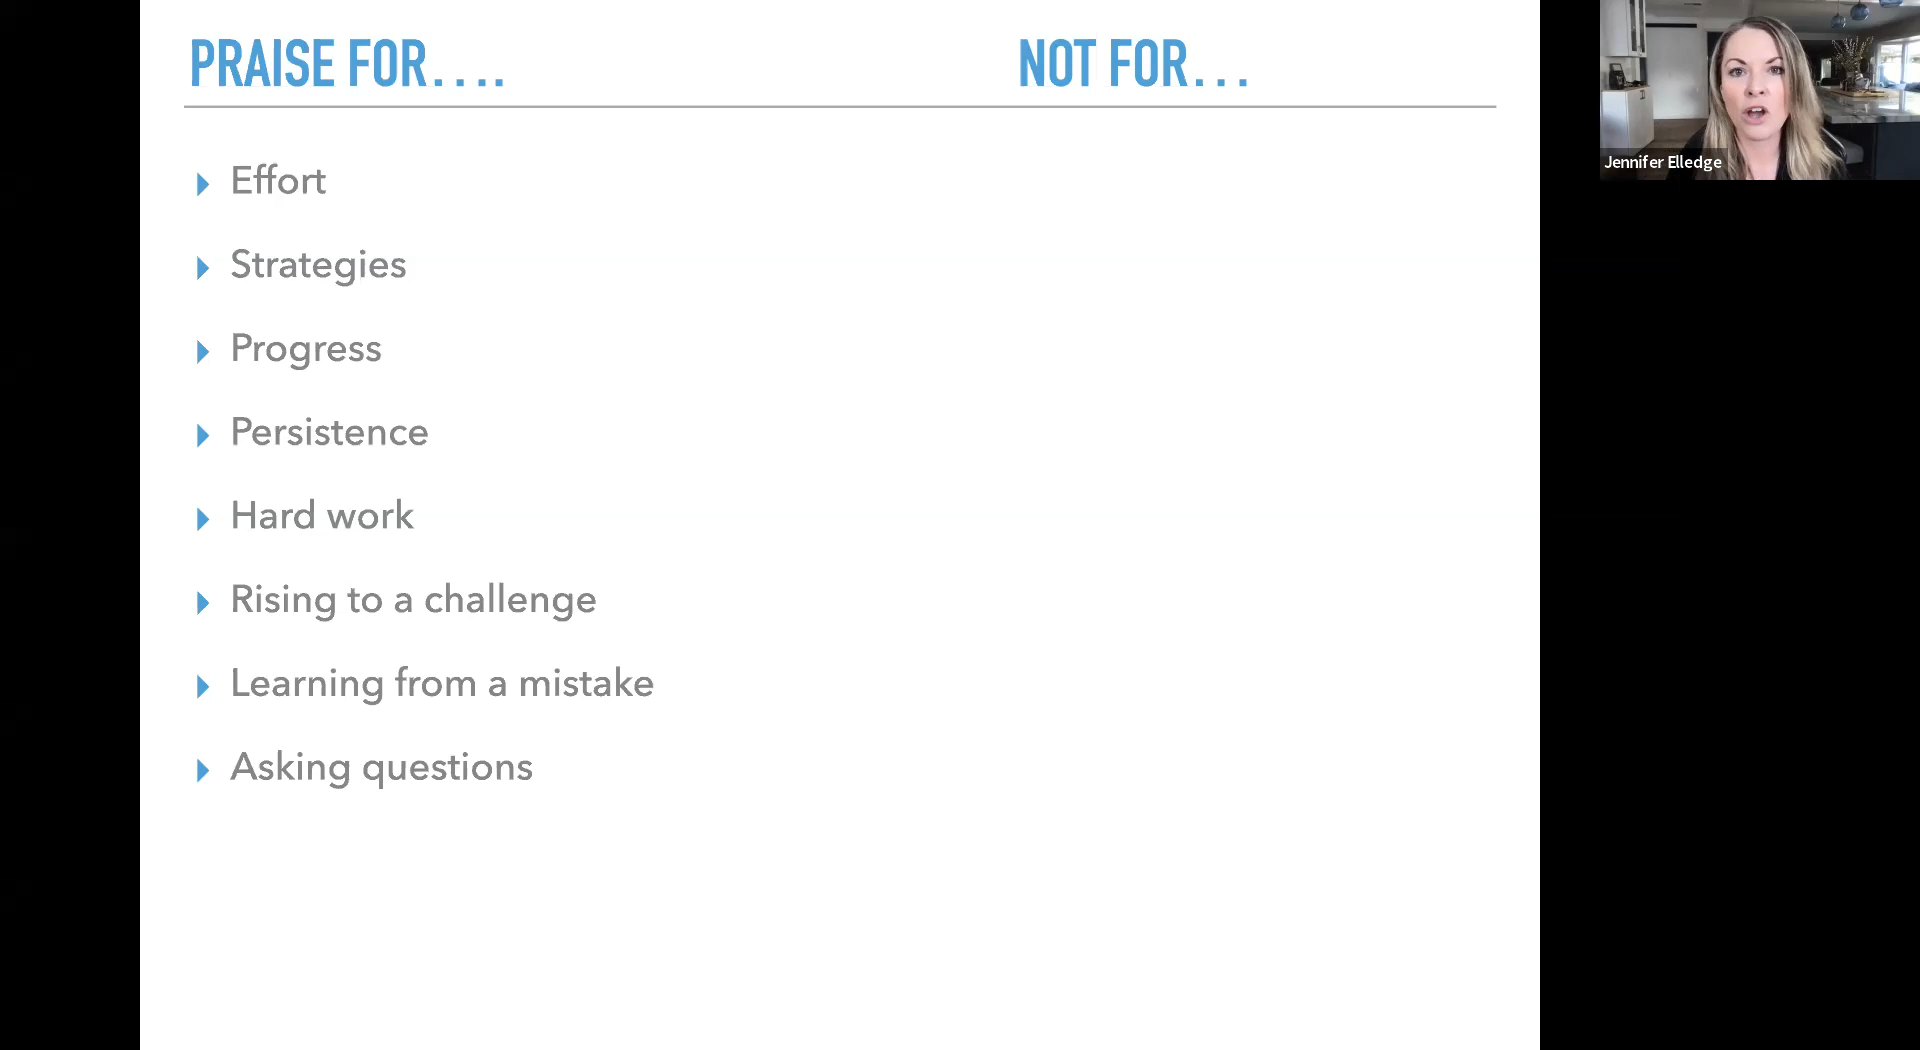 PRAISE FOR....
NOT FOR...
Effort
Strategies
Progress
Persistence
Hard work
Rising to a challenge
Learning from a mistake
Asking questions
Jennifer Elledge